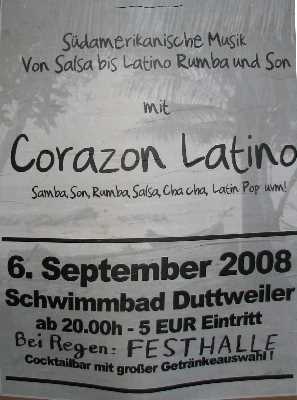 Südamerikanische Musik
Von Salsa bis Latino Rumba und Son
mit
Corazon Latino
Samba, Son, Rumba, Salsa, Cha cha, Latin Pop uvm!
6. September 2008
Schwimmbad Duttweiler
ab 20.00h - 5 EUR Eintritt
Bei Regen: FESTHALLE
Cocktailbar mit großer Getränkeauswahl !